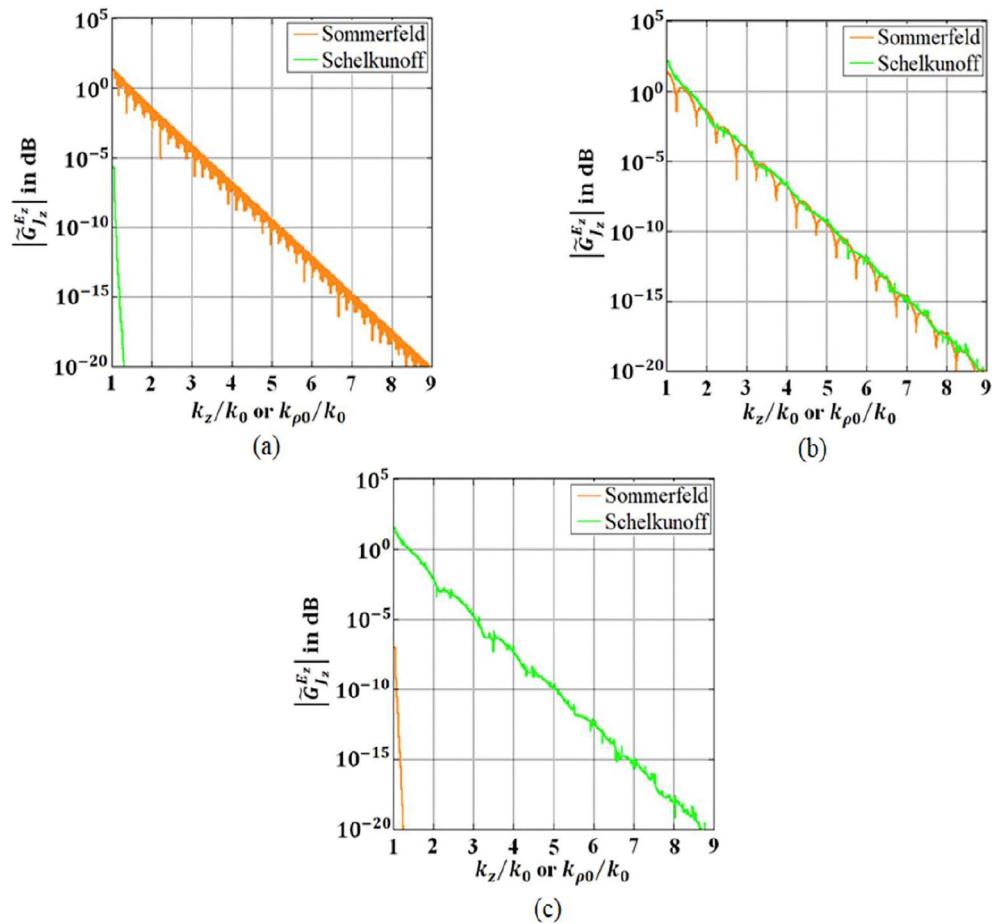 10^5
10^0
10^-5
10^-10
10^-15
10^-20
|G̃_{J_z}^{E_z}| in dB
Sommerfeld
Schelkunoff
1 2 3 4 5 6 7 8 9
k_z/k_0 or k_ρ0/k_0
(a)
10^5
10^0
10^-5
10^-10
10^-15
10^-20
|G̃_{J_z}^{E_z}| in dB
Sommerfeld
Schelkunoff
1 2 3 4 5 6 7 8 9
k_z/k_0 or k_ρ0/k_0
(b)
10^5
10^0
10^-5
10^-10
10^-15
10^-20
|G̃_{J_z}^{E_z}| in dB
Sommerfeld
Schelkunoff
1 2 3 4 5 6 7 8 9
k_z/k_0 or k_ρ0/k_0
(c)